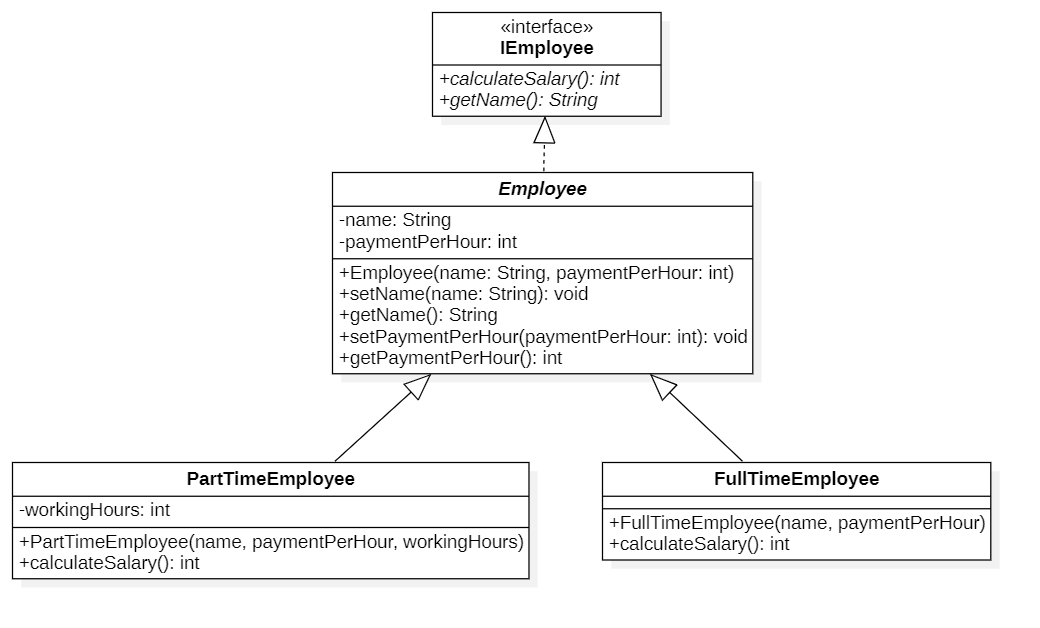 «interface»
IEmployee
+calculateSalary(): int
+getName(): String
Employee
-name: String
-paymentPerHour: int
+Employee(name: String, paymentPerHour: int)
+setName(name: String): void
+getName(): String
+setPaymentPerHour(paymentPerHour: int): void
+getPaymentPerHour(): int
PartTimeEmployee
-workingHours: int
+PartTimeEmployee(name, paymentPerHour, workingHours)
+calculateSalary(): int
FullTimeEmployee
+FullTimeEmployee(name, paymentPerHour)
+calculateSalary(): int